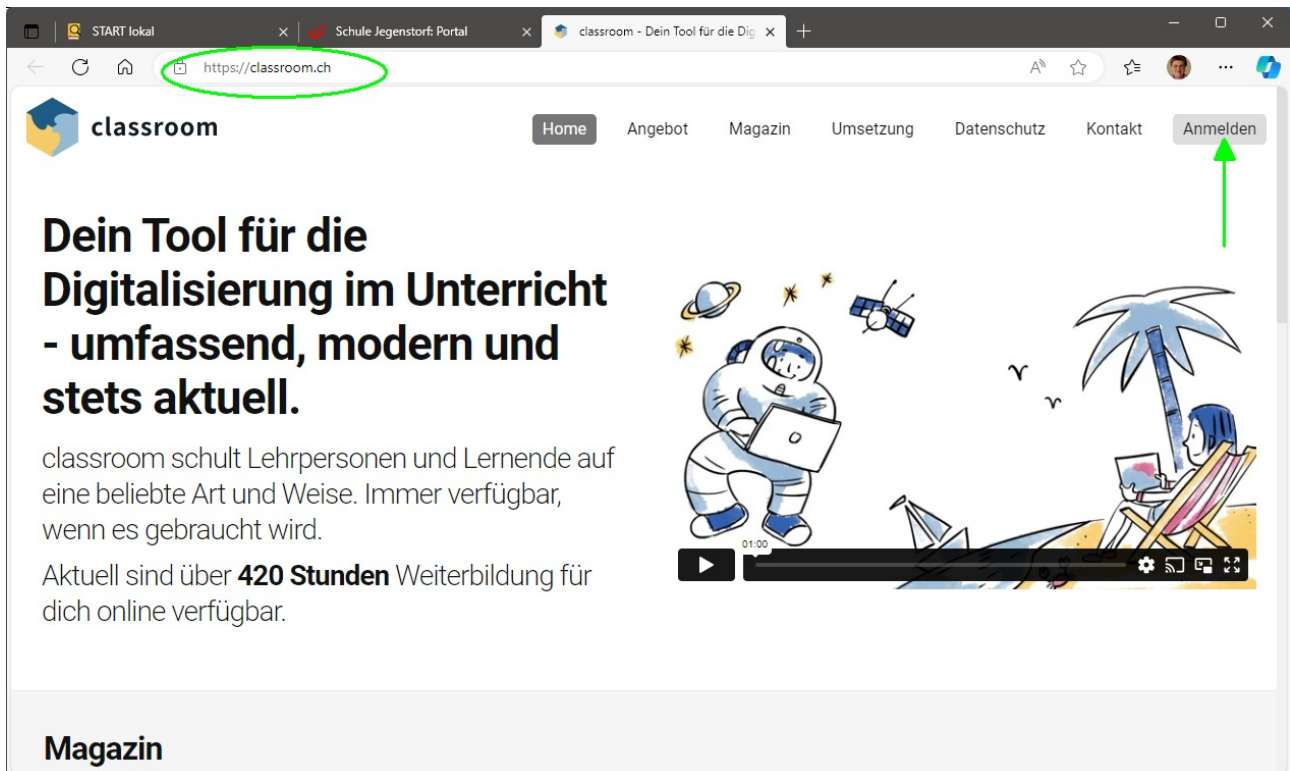 START lokal
Schule Jegenstorf: Portal
classroom - Dein Tool für die Dig
https://classroom.ch
classroom
Home Angebot Magazin Umsetzung Datenschutz Kontakt Anmelden
Dein Tool für die
Digitalisierung im Unterricht
- umfassend, modern und
stets aktuell.
classroom schult Lehrpersonen und Lernende auf
eine beliebte Art und Weise. Immer verfügbar,
wenn es gebraucht wird.
Aktuell sind über 420 Stunden Weiterbildung für
dich online verfügbar.
01:00
Magazin